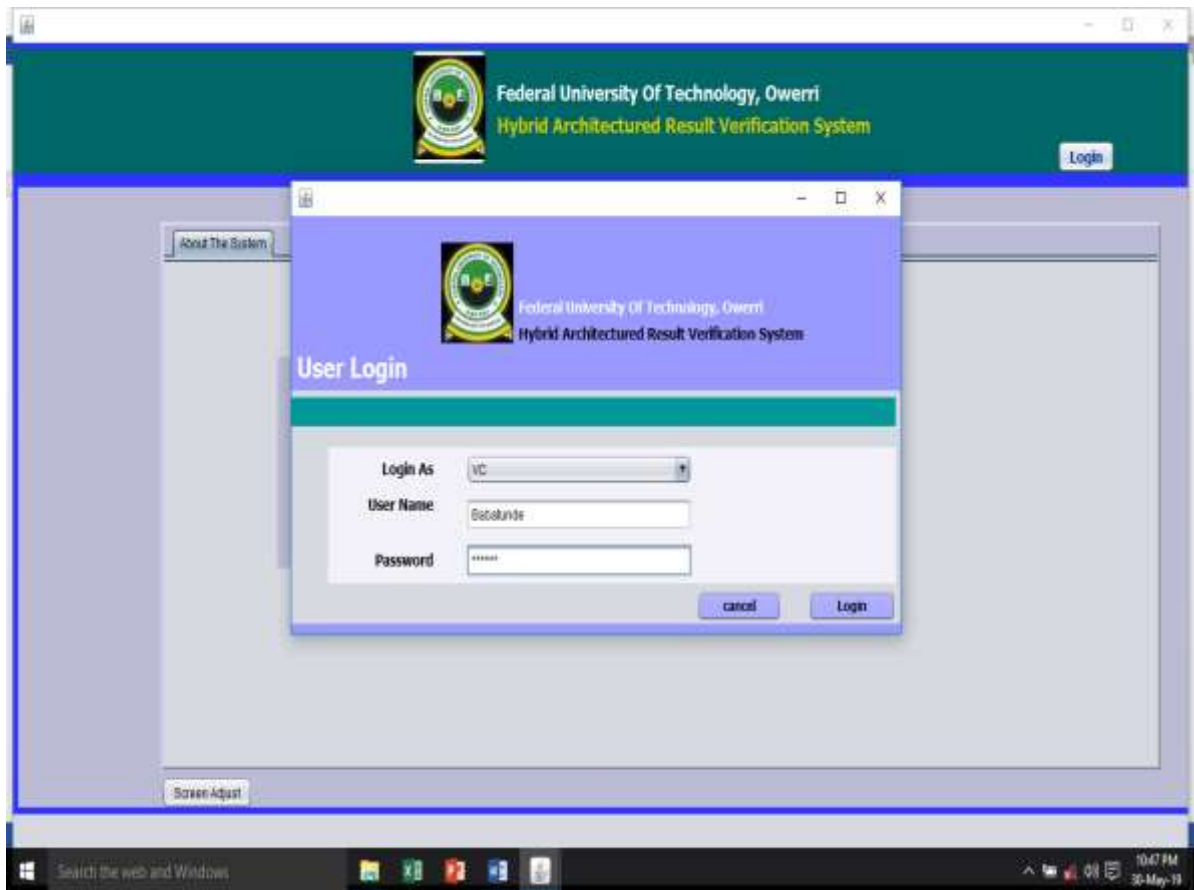 Federal University Of Technology, Owerri
Hybrid Architectured Result Verification System
Login
About The System
Federal University Of Technology, Owerri
Hybrid Architectured Result Verification System
User Login
Login As
VC
User Name
Babatunde
Password
******
cancel
Login
Screen Adjust
Search the web and Windows
10:47 PM
30-May-19